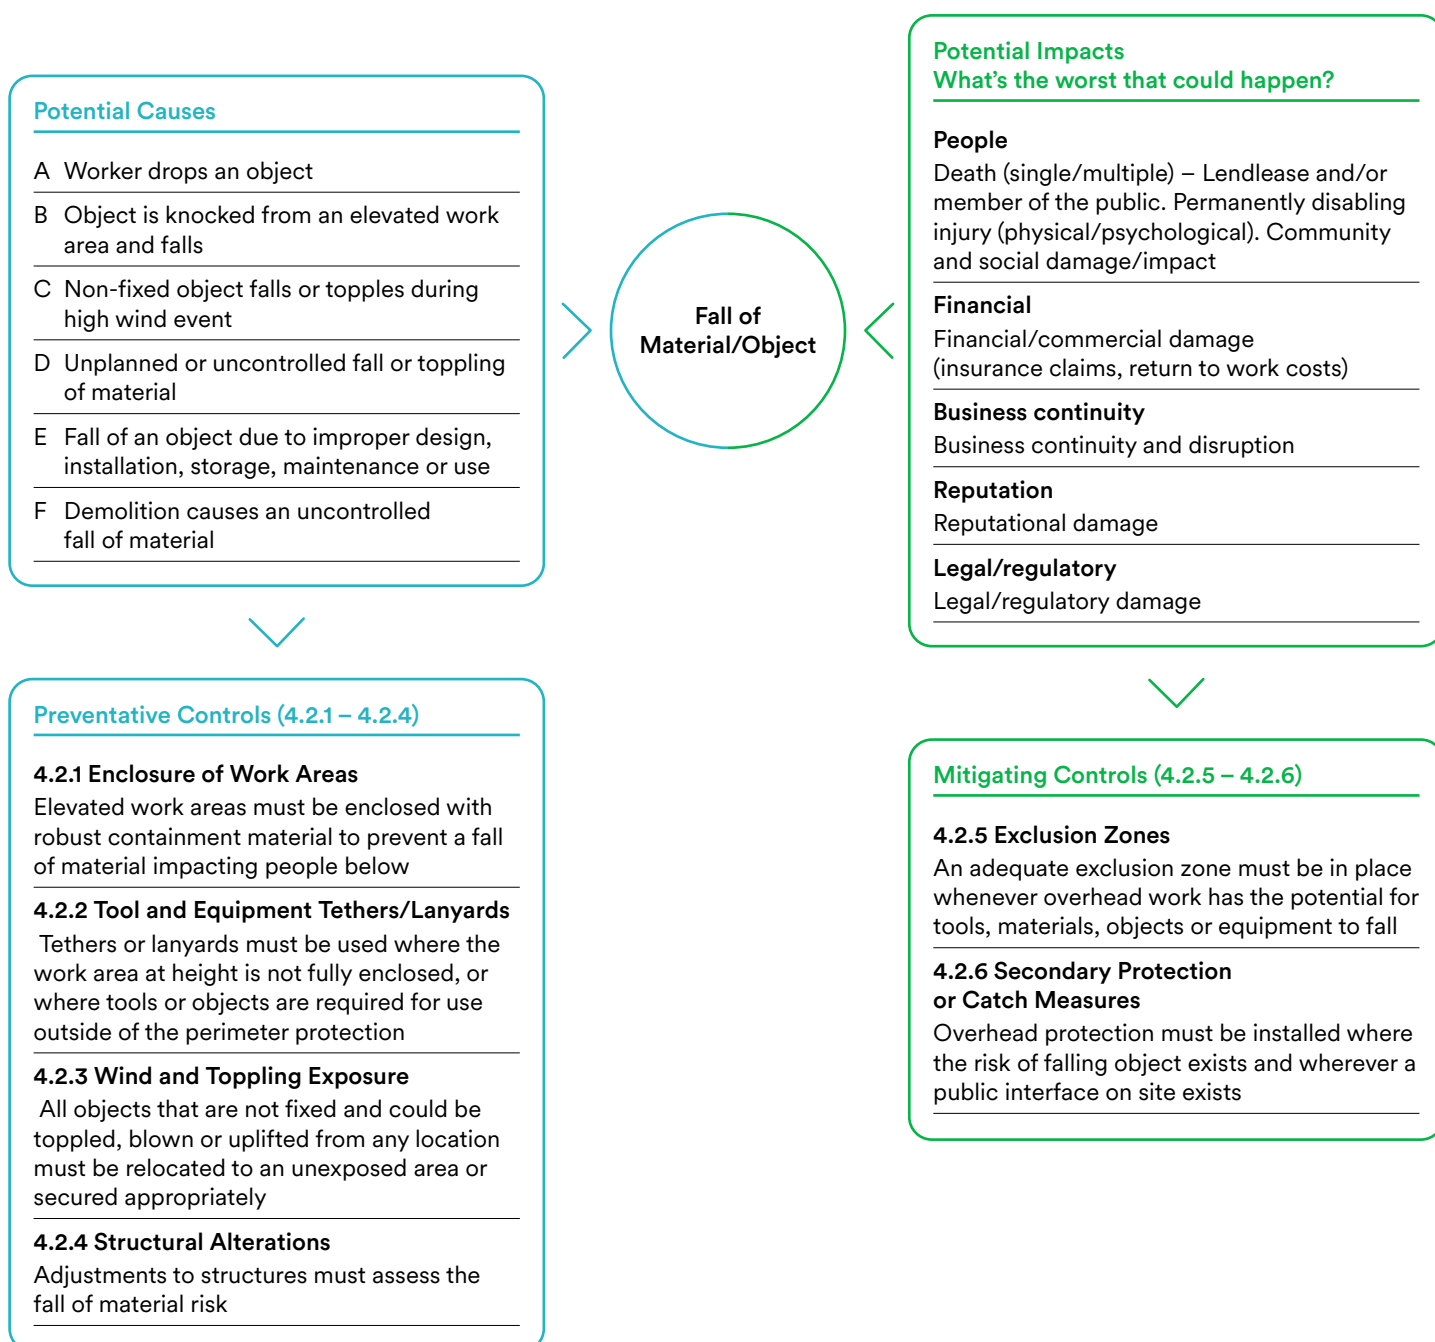 Potential Causes
A Worker drops an object
B Object is knocked from an elevated work
area and falls
C Non-fixed object falls or topples during
high wind event
D Unplanned or uncontrolled fall or toppling
of material
E Fall of an object due to improper design,
installation, storage, maintenance or use
F Demolition causes an uncontrolled
fall of material
Preventative Controls (4.2.1 – 4.2.4)
4.2.1 Enclosure of Work Areas
Elevated work areas must be enclosed with
robust containment material to prevent a fall
of material impacting people below
4.2.2 Tool and Equipment Tethers/Lanyards
Tethers or lanyards must be used where the
work area at height is not fully enclosed, or
where tools or objects are required for use
outside of the perimeter protection
4.2.3 Wind and Toppling Exposure
All objects that are not fixed and could be
toppled, blown or uplifted from any location
must be relocated to an unexposed area or
secured appropriately
4.2.4 Structural Alterations
Adjustments to structures must assess the
fall of material risk
Fall of
Material/Object
Potential Impacts
What's the worst that could happen?
People
Death (single/multiple) – Lendlease and/or
member of the public. Permanently disabling
injury (physical/psychological). Community
and social damage/impact
Financial
Financial/commercial damage
(insurance claims, return to work costs)
Business continuity
Business continuity and disruption
Reputation
Reputational damage
Legal/regulatory
Legal/regulatory damage
Mitigating Controls (4.2.5 – 4.2.6)
4.2.5 Exclusion Zones
An adequate exclusion zone must be in place
whenever overhead work has the potential for
tools, materials, objects or equipment to fall
4.2.6 Secondary Protection
or Catch Measures
Overhead protection must be installed where
the risk of falling object exists and wherever a
public interface on site exists